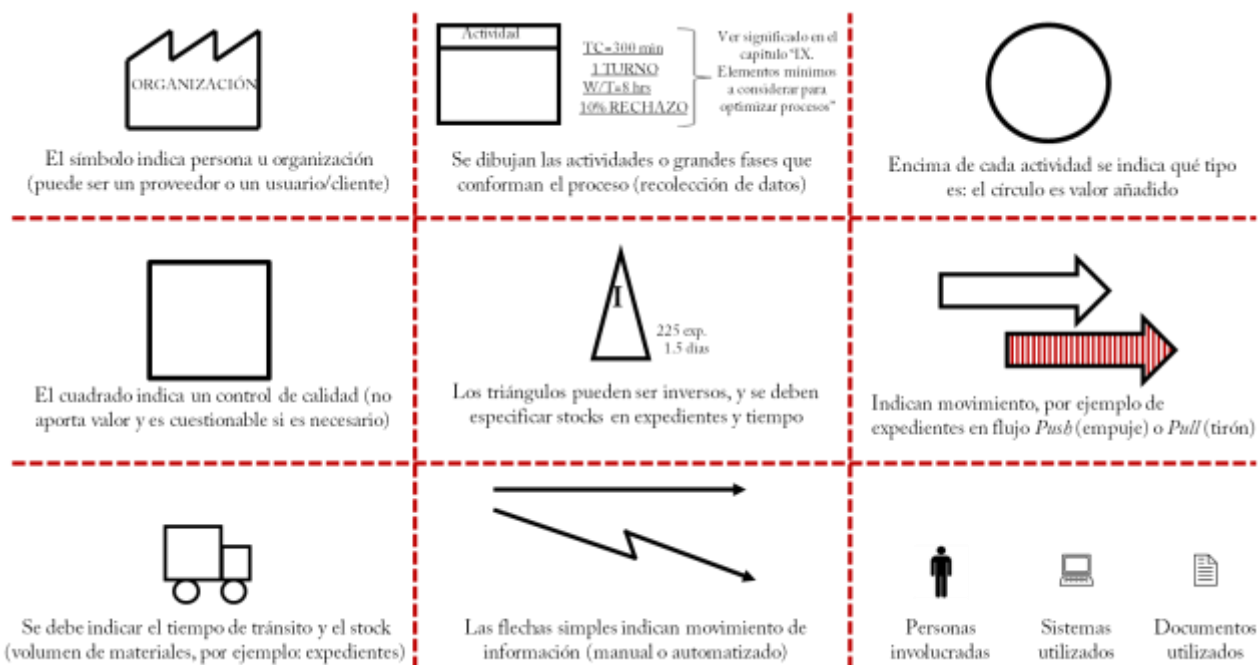 ORGANIZACIÓN
El símbolo indica persona u organización
(puede ser un proveedor o un usuario/cliente)
Actividad
TC=300 min
1 TURNO
W/T=8 hrs
10% RECHAZO
Ver significado en el
capítulo "IX.
Elementos mínimos
a considerar para
optimizar procesos"
Se dibujan las actividades o grandes fases que
conforman el proceso (recolección de datos)
Encima de cada actividad se indica qué tipo
es: el círculo es valor añadido
El cuadrado indica un control de calidad (no
aporta valor y es cuestionable si es necesario)
I
225 exp.
1.5 días
Los triángulos pueden ser inversos, y se deben
especificar stocks en expedientes y tiempo
Indican movimiento, por ejemplo de
expedientes en flujo Push (empuje) o Pull (tirón)
Se debe indicar el tiempo de tránsito y el stock
(volumen de materiales, por ejemplo: expedientes)
Las flechas simples indican movimiento de
información (manual o automatizado)
Personas
involucradas
Sistemas
utilizados
Documentos
utilizados